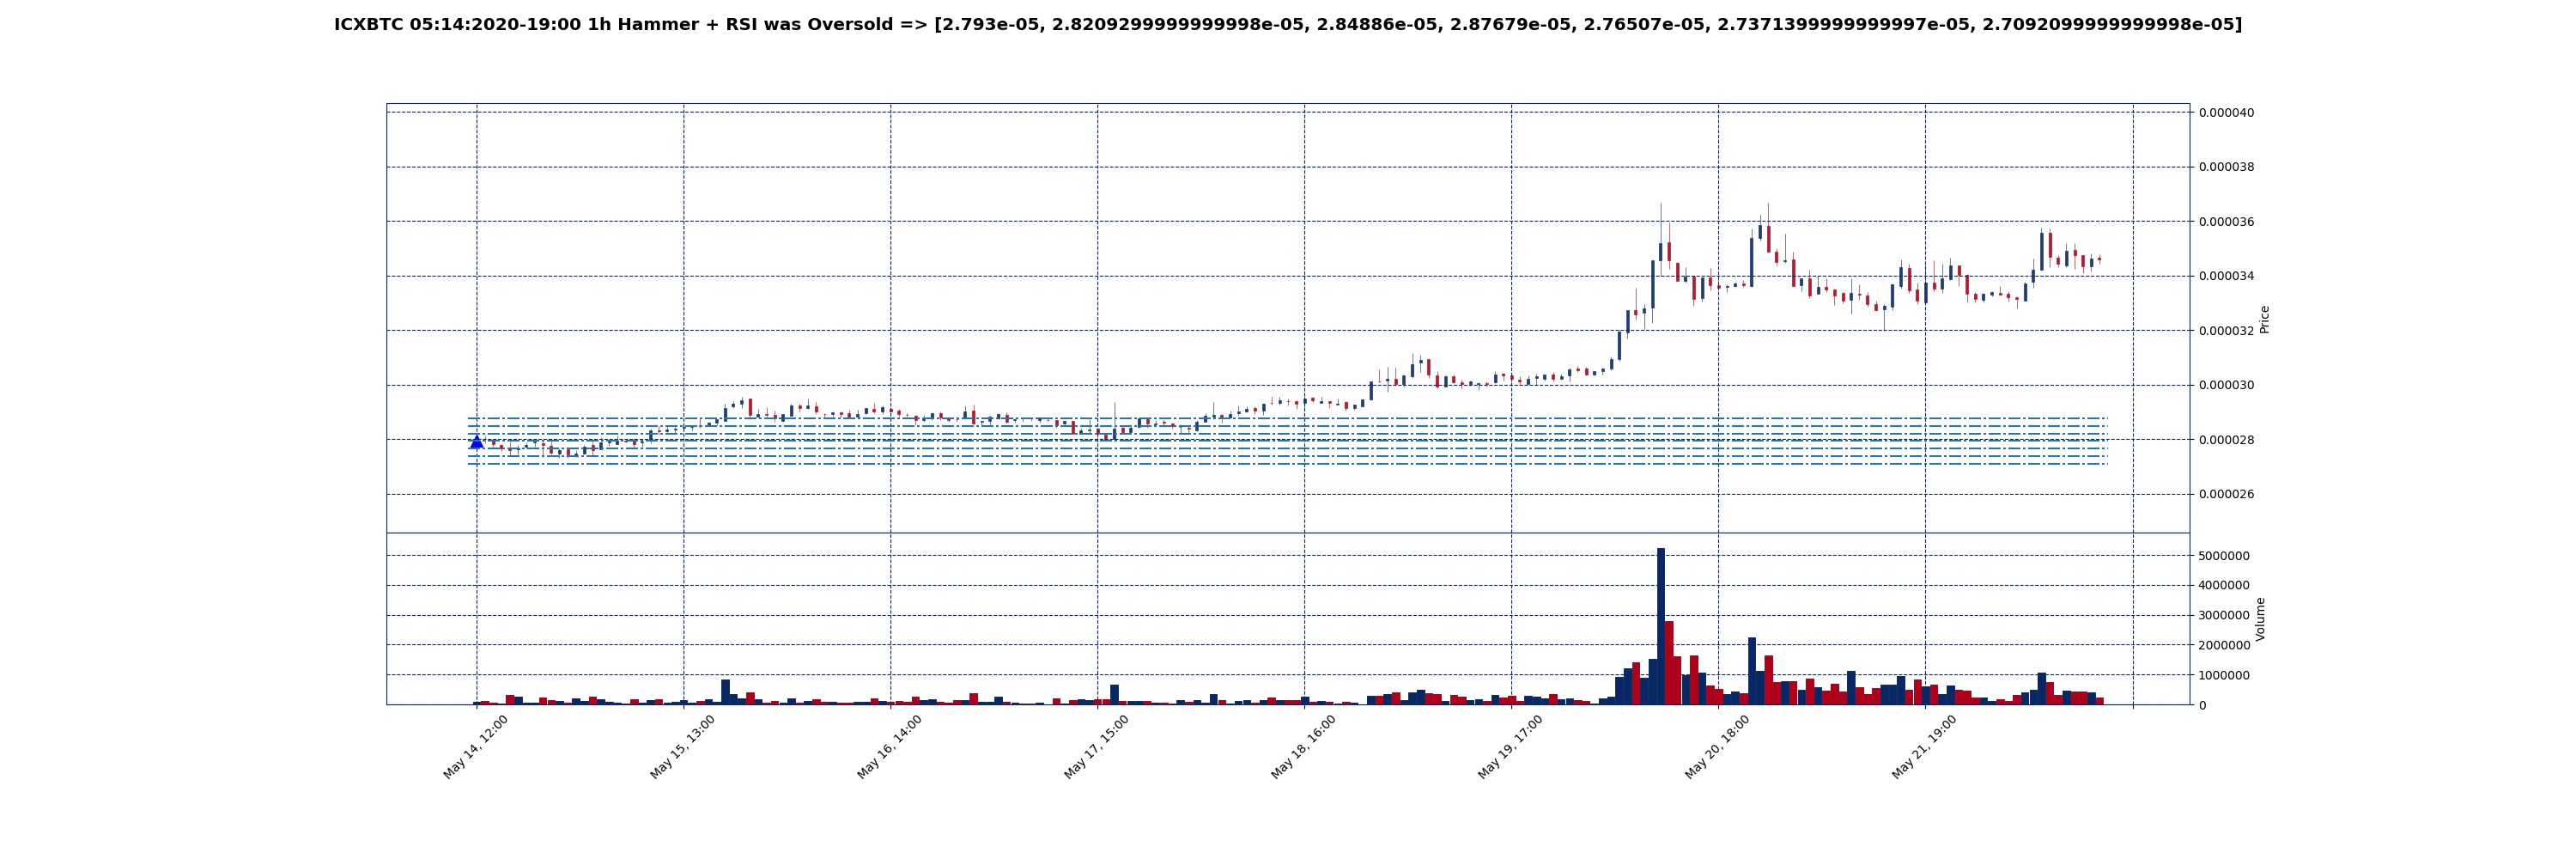 ICXBTC 05:14:2020-19:00 1h Hammer + RSI was Oversold => [2.793e-05, 2.8209299999999998e-05, 2.84886e-05, 2.87679e-05, 2.76507e-05, 2.7371399999999997e-05, 2.7092099999999998e-05]
0.000040
0.000038
0.000036
0.000034
0.000032
0.000030
0.000028
0.000026
Price
5000000
4000000
3000000
2000000
1000000
0
Volume
May 14, 12:00
May 15, 13:00
May 16, 14:00
May 17, 15:00
May 18, 16:00
May 19, 17:00
May 20, 18:00
May 21, 19:00